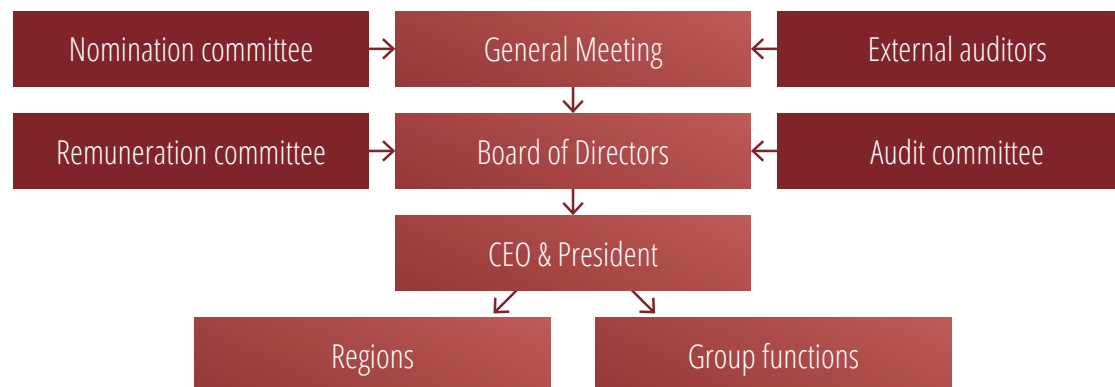 Nomination committee
General Meeting
External auditors
Remuneration committee
Board of Directors
Audit committee
CEO & President
Regions
Group functions